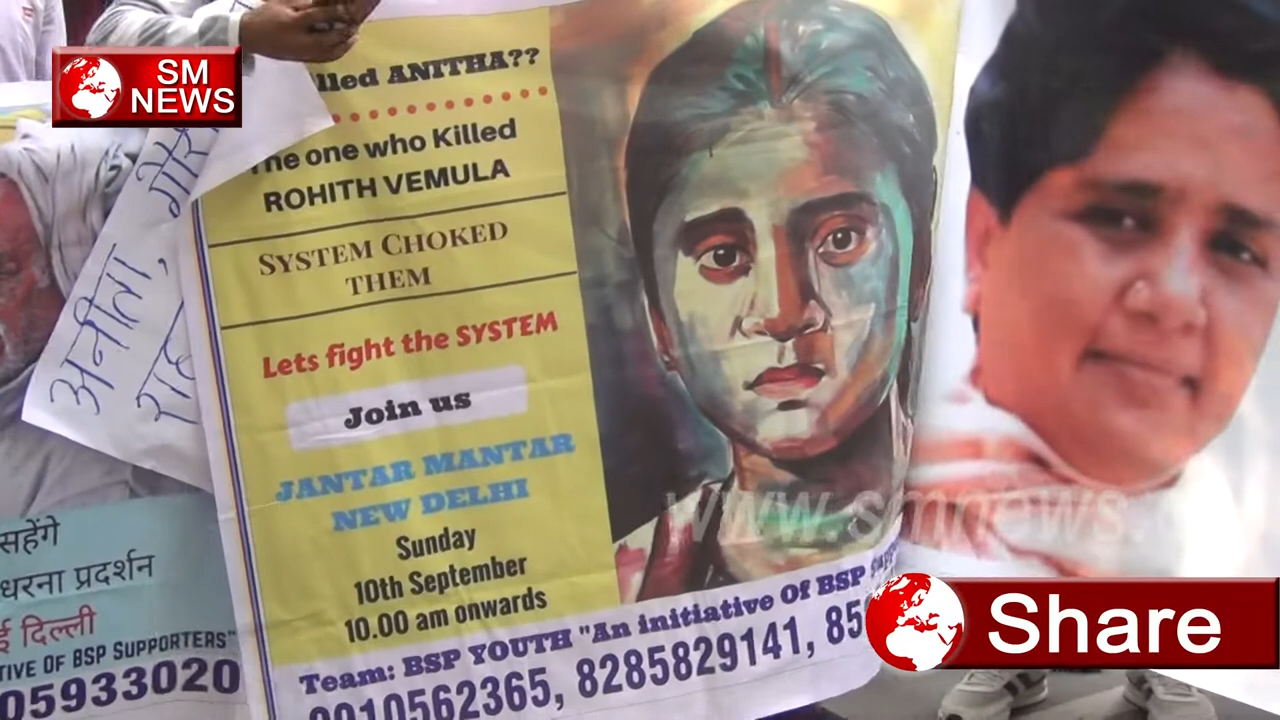 SM
NEWS
ANITHA??
The one who Killed
ROHITH VEMULA
SYSTEM CHOKED
THEM
Lets fight the SYSTEM
Join us
JANTAR MANTAR
NEW DELHI
Sunday
10th September
10.00 am onwards
Team: BSP YOUTH "An initiative Of BSP
9910562365, 8285829141, 85
अनीता,
सहेंगे
धरना प्रदर्शन
दिल्ली
OF BSP SUPPORTERS"
05933020
www.smnews.
Share